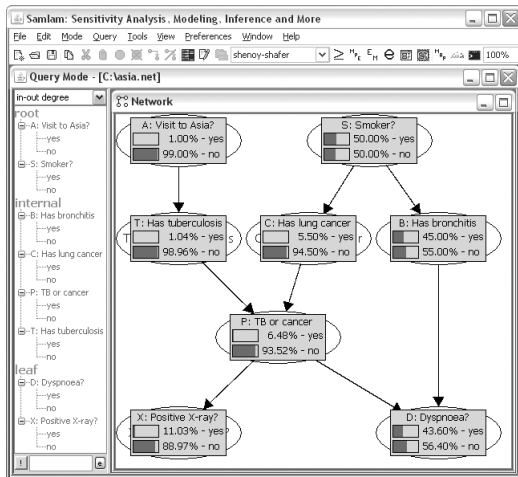 Samiam: Sensitivity Analysis, Modeling, Inference and More
File Edit Mode Query Tools View Preferences Window Help
shenoy-shafer
100%
Query Mode - [C:\asia.net]
in-out degree
root
A: Visit to Asia?
yes
no
S: Smoker?
yes
no
internal
B: Has bronchitis
yes
no
C: Has lung cancer
yes
no
P: TB or cancer
yes
no
T: Has tuberculosis
yes
no
leaf
D: Dyspnoea?
yes
no
X: Positive X-ray?
yes
no
Network
A: Visit to Asia?
1.00% - yes
99.00% - no
S: Smoker?
50.00% - yes
50.00% - no
T: Has tuberculosis
1.04% - yes
98.96% - no
C: Has lung cancer
5.50% - yes
94.50% - no
B: Has bronchitis
45.00% - yes
55.00% - no
P: TB or cancer
6.48% - yes
93.52% - no
X: Positive X-ray?
11.03% - yes
88.97% - no
D: Dyspnoea?
43.60% - yes
56.40% - no